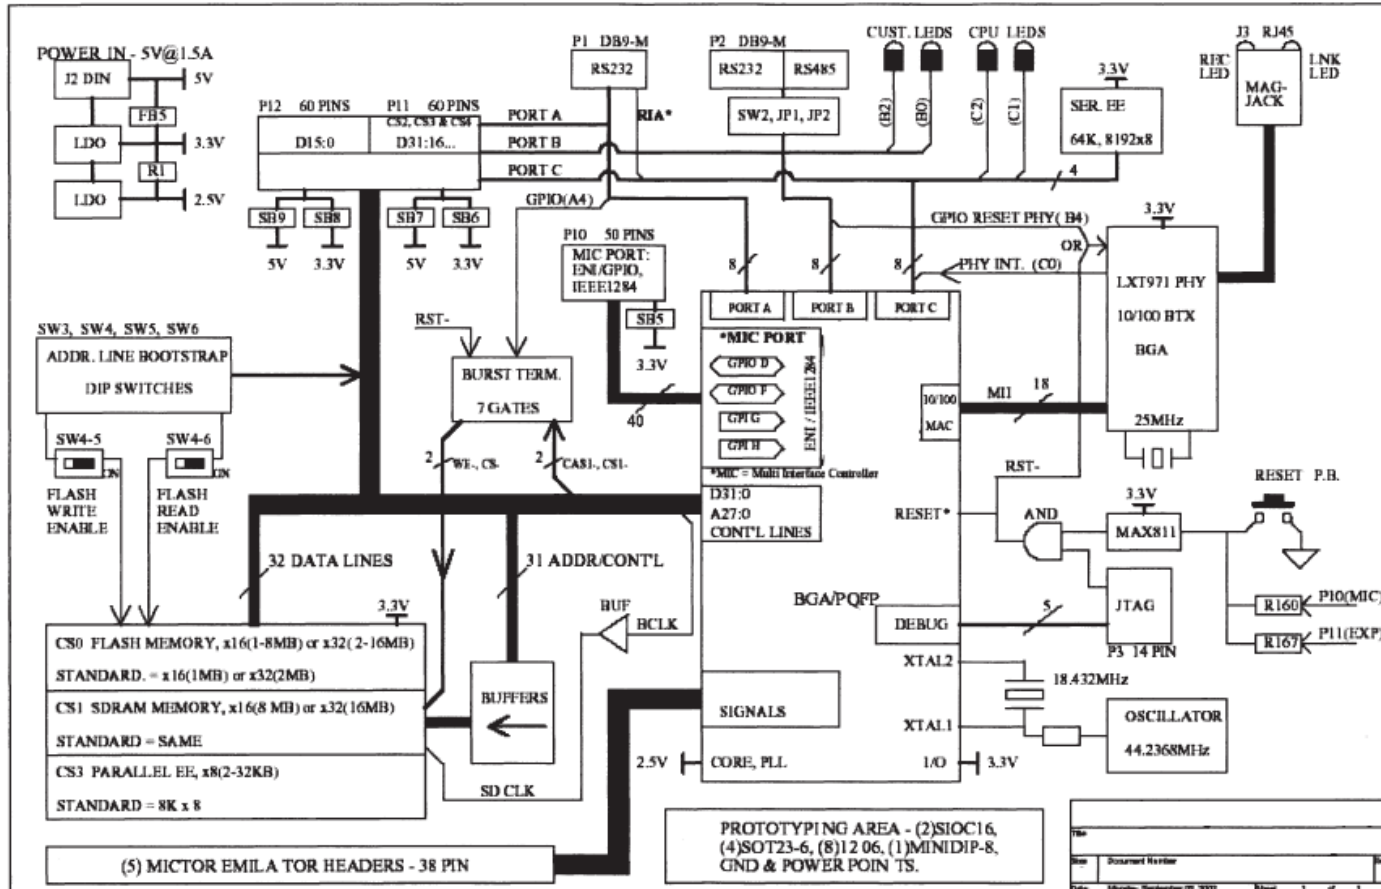 POWER IN - 5V@1.5A
J2 DIN
5V
FB5
LDO
3.3V
R1
LDO
2.5V
P12 60 PINS
P11 60 PINS
CS2, CS3 & CS4
D15:0
D31:16...
PORT A
PORT B
PORT C
SB9
SB8
SB7
SB6
5V
3.3V
5V
3.3V
P1 DB9-M
RS232
RIA*
P2 DB9-M
RS232
RS485
SW2, JP1, JP2
CUST. LEDS
CPU LEDS
(B2)
(B0)
(C2)
(C1)
3.3V
SER. EE
64K, 8192x8
4
J3 RJ45
REC LED
LNK LED
MAG-
JACK
GPIO(A4)
P10 50 PINS
MIC PORT:
ENI/GPIO,
IEEE1284
SB5
3.3V
40
8
8
8
GPIO RESET PHY( B4)
OR
PHY INT. (C0)
3.3V
LXT971 PHY
10/100 BTX
BGA
25MHz
PORT A
PORT B
PORT C
*MIC PORT
GPIO D
GPIO F
GPI G
GPI H
ENI / IEEE1284
*MIC = Multi Interface Controller
10/100
MAC
MII
18
SW3, SW4, SW5, SW6
ADDR. LINE BOOTSTRAP
DIP SWITCHES
SW4-5
ON
FLASH
WRITE
ENABLE
SW4-6
ON
FLASH
READ
ENABLE
RST-
BURST TERM.
7 GATES
2
WE-, CS-
2
CAS1-, CS1-
D31:0
A27:0
CONT'L LINES
RST-
RESET*
AND
3.3V
MAX811
RESET P.B.
R160
P10(MIC)
R167
P11(EXP)
JTAG
P3 14 PIN
5
BGA/PQFP
DEBUG
XTAL2
18.432MHz
XTAL1
OSCILLATOR
44.2368MHz
32 DATA LINES
31 ADDR/CONT'L
BUF
BCLK
3.3V
CS0 FLASH MEMORY, x16(1-8MB) or x32( 2-16MB)
STANDARD. = x16(1MB) or x32(2MB)
CS1 SDRAM MEMORY, x16(8 MB) or x32(16MB)
STANDARD = SAME
CS3 PARALLEL EE, x8(2-32KB)
STANDARD = 8K x 8
BUFFERS
SD CLK
SIGNALS
2.5V
CORE, PLL
I/O
3.3V
(5) MICTOR EMILA TOR HEADERS - 38 PIN
PROTOTYPING AREA - (2)SIOC16,
(4)SOT23-6, (8)12 06, (1)MINIDIP-8,
GND & POWER POIN TS.
Title
Size
Document Number